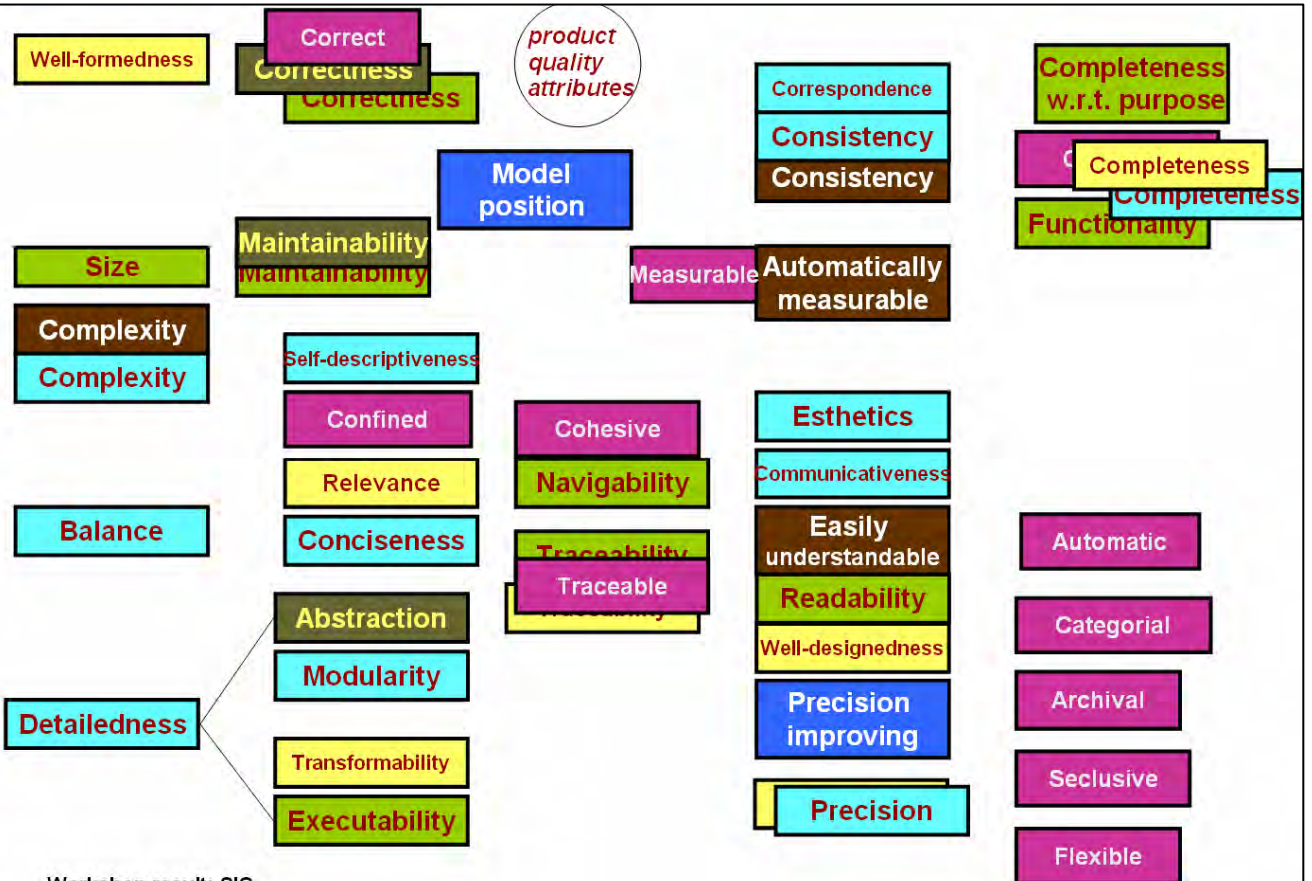 Well-formedness
Correct
Correctness
Correctness
product
quality
attributes
Correspondence
Consistency
Consistency
Completeness
w.r.t. purpose
Completeness
Completeness
Functionality
Model
position
Maintainability
Maintainability
Size
Measurable
Automatically
measurable
Complexity
Complexity
Self-descriptiveness
Confined
Relevance
Conciseness
Cohesive
Navigability
Traceability
Traceable
Esthetics
Communicativeness
Easily
understandable
Readability
Well-designedness
Precision
improving
Precision
Balance
Abstraction
Modularity
Detailedness
Transformability
Executability
Automatic
Categorial
Archival
Seclusive
Flexible